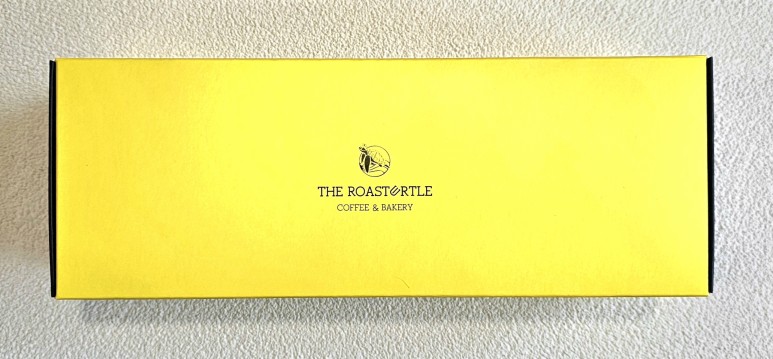 THE ROASTURTLE
COFFEE & BAKERY